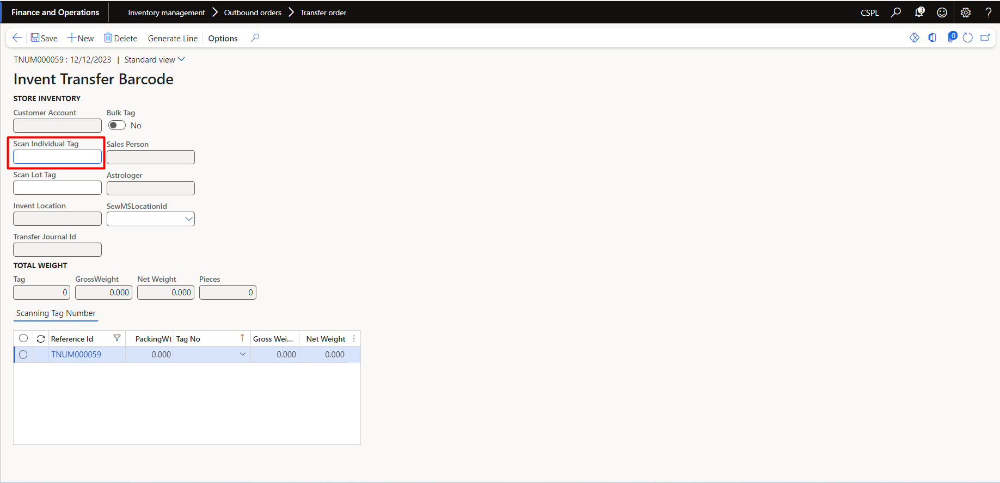 Finance and Operations Inventory management Outbound orders Transfer order CSPL 3 ?
Save New Delete Generate Line Options 0
TNUM000059 : 12/12/2023 | Standard view
Invent Transfer Barcode
STORE INVENTORY
Customer Account Bulk Tag
No
Scan Individual Tag Sales Person
Scan Lot Tag Astrologer
Invent Location SewMSLocationId
Transfer Journal Id
TOTAL WEIGHT
Tag GrossWeight Net Weight Pieces
0 0.000 0.000 0
Scanning Tag Number
Reference Id PackingWt Tag No Gross Wei... Net Weight
TNUM000059 0.000 0.000 0.000